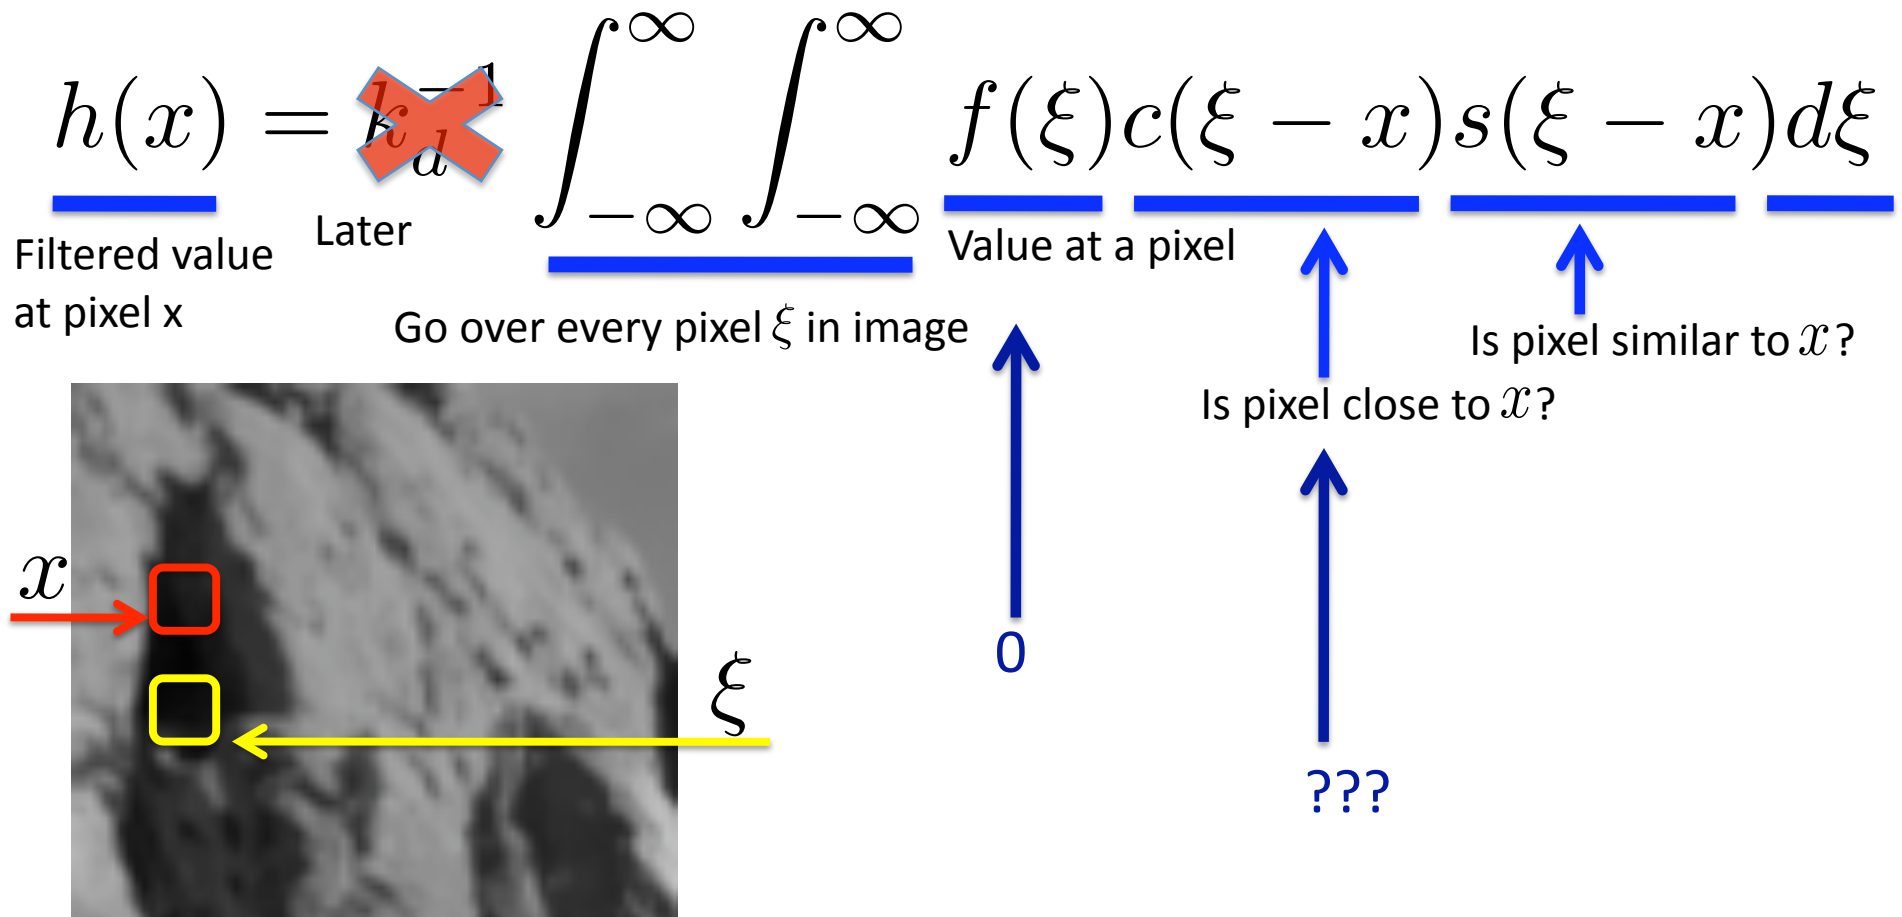 h(x) = k_d^{-1} ∫_{-∞}^{∞} ∫_{-∞}^{∞} f(ξ)c(ξ − x)s(ξ − x)dξ
Later
Filtered value
at pixel x
Value at a pixel
Go over every pixel ξ in image
Is pixel similar to x?
Is pixel close to x?
x
0
ξ
???